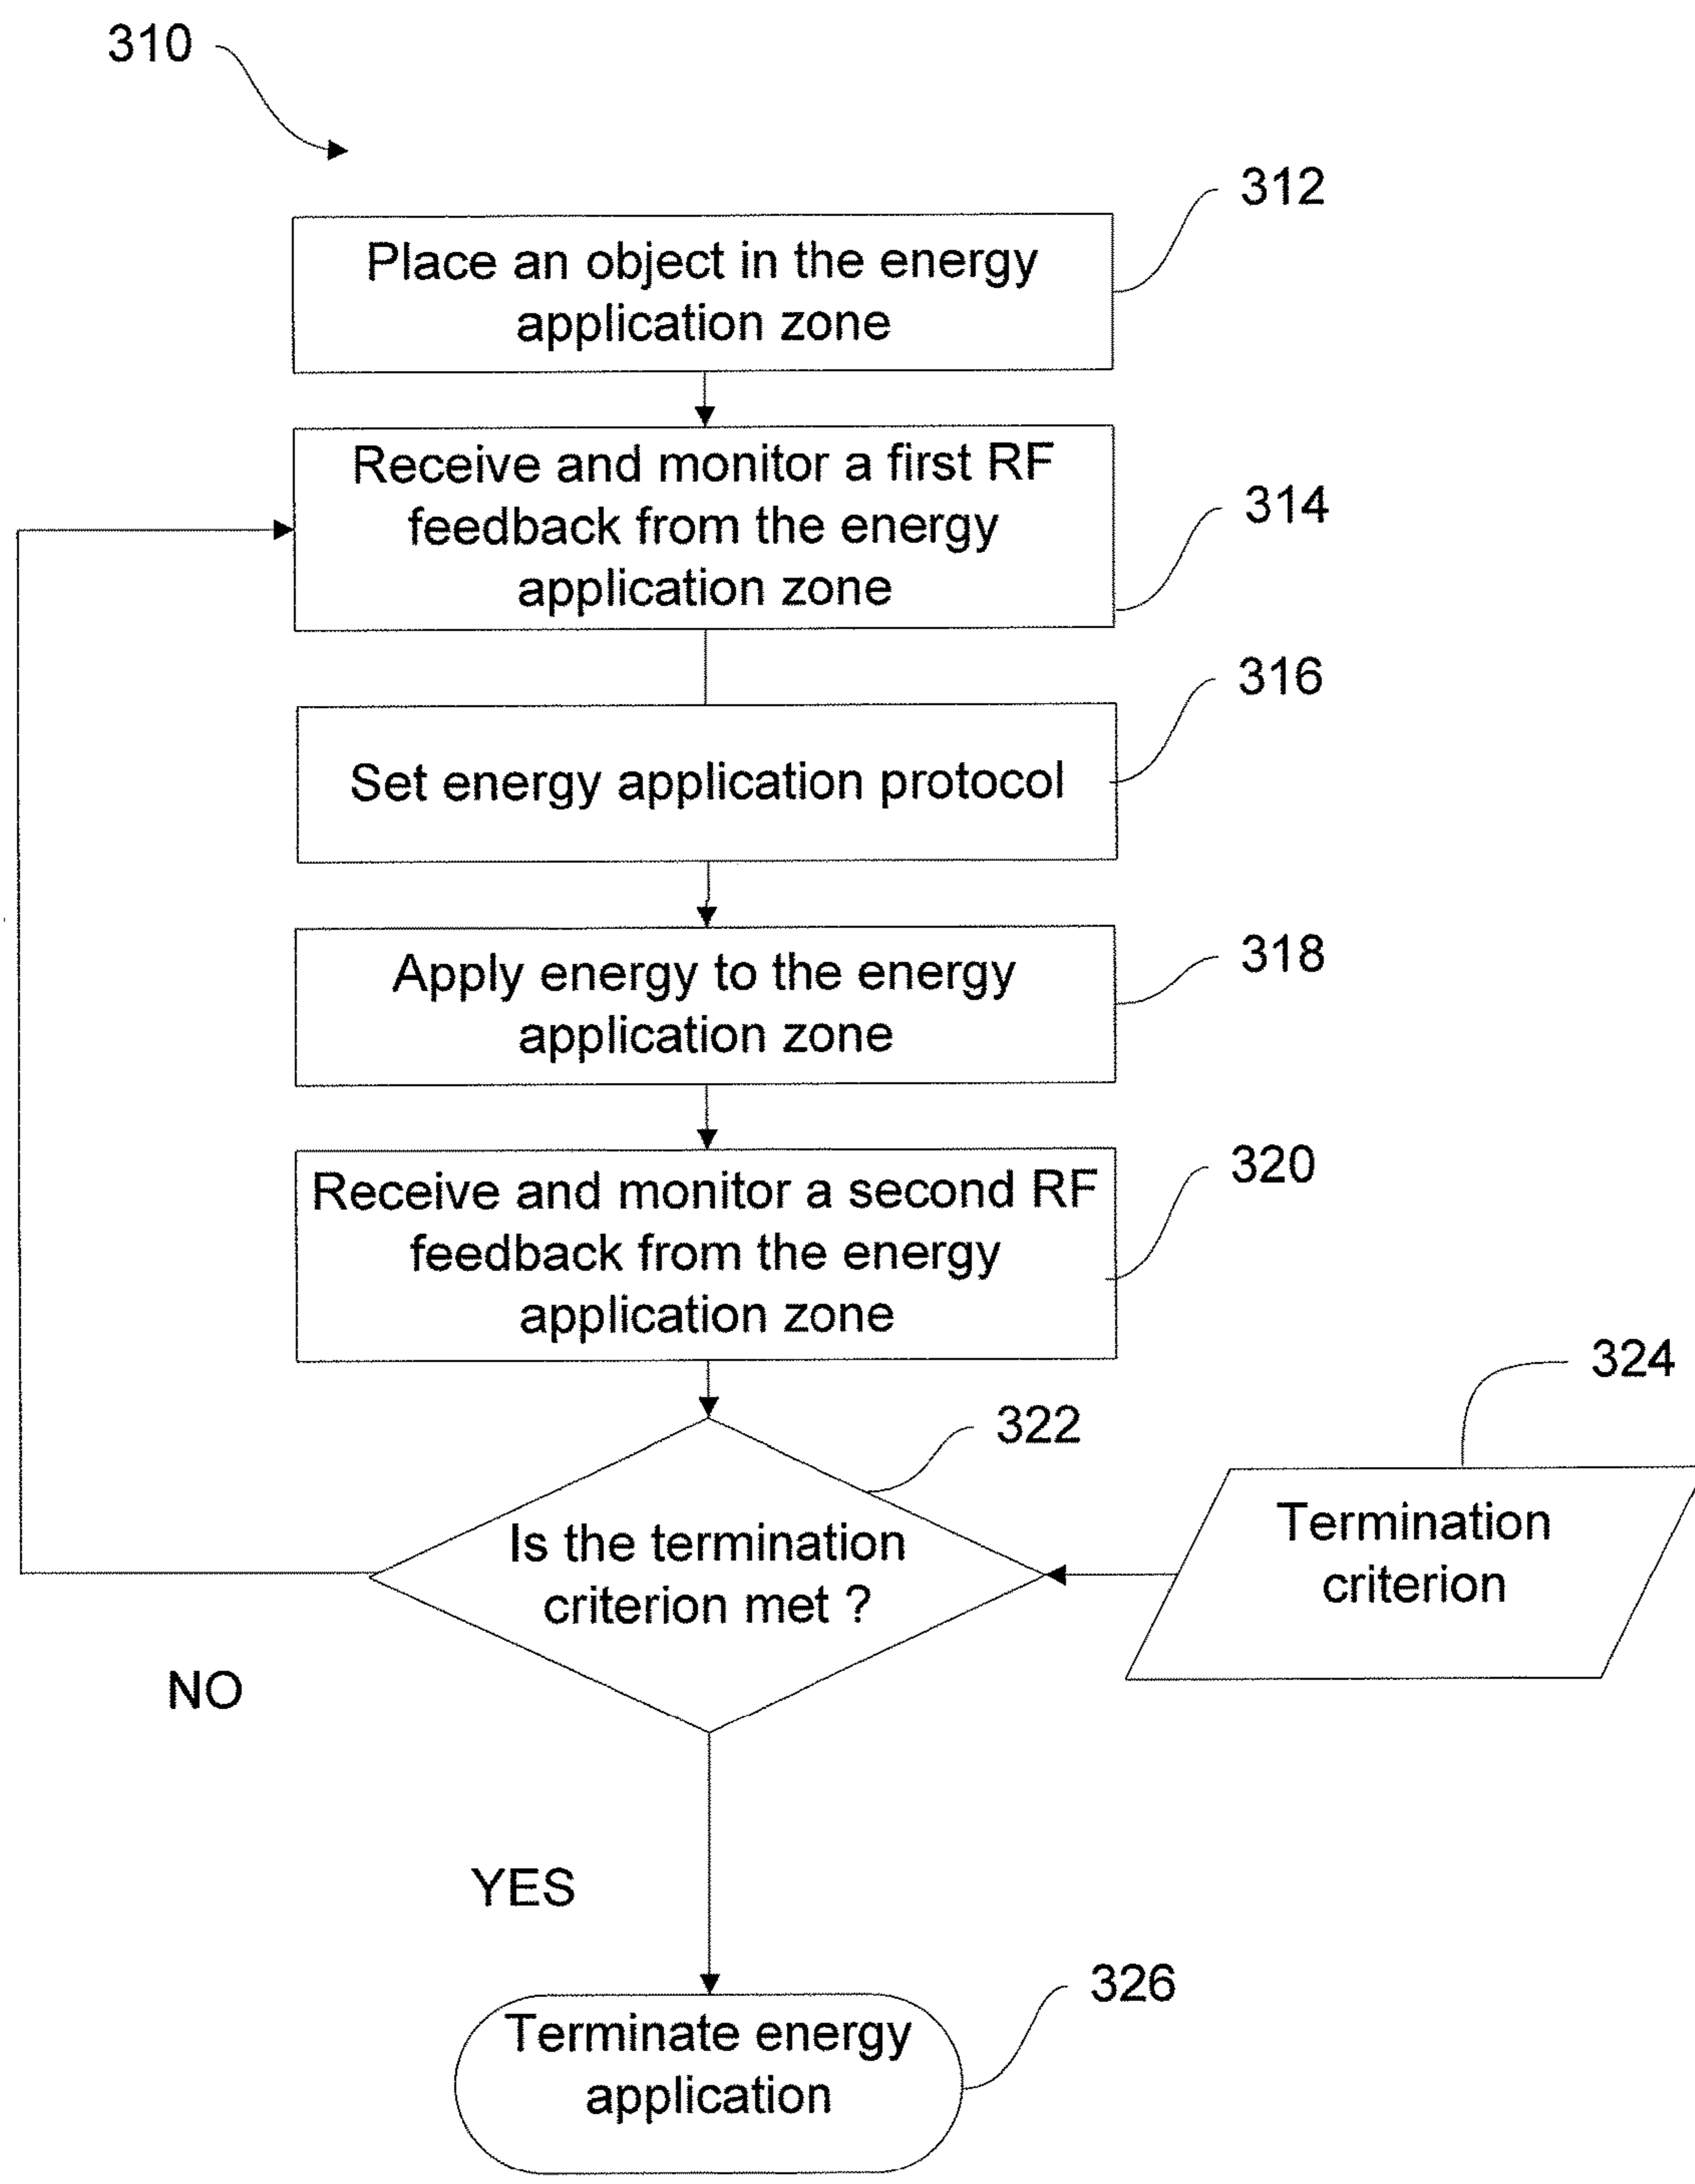 310
312
Place an object in the energy
application zone
Receive and monitor a first RF
feedback from the energy
application zone
314
316
Set energy application protocol
318
Apply energy to the energy
application zone
320
Receive and monitor a second RF
feedback from the energy
application zone
324
322
Termination
criterion
Is the termination
criterion met ?
NO
YES
326
Terminate energy
application